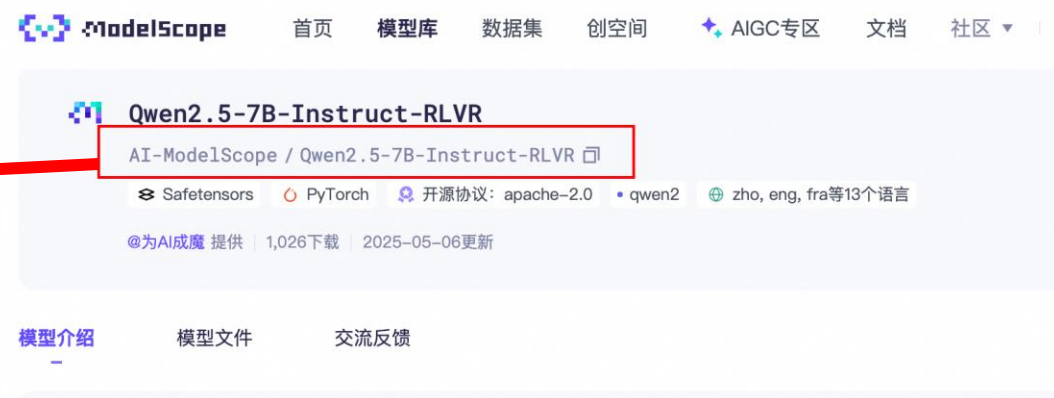 ModelScope 首页 模型库 数据集 创空间 AIGC专区 文档 社区
Qwen2.5-7B-Instruct-RLVR
AI-ModelScope / Qwen2.5-7B-Instruct-RLVR
Safetensors PyTorch 开源协议：apache-2.0 • qwen2 zho, eng, fra等13个语言
@为AI成魔 提供 | 1,026下载 | 2025-05-06更新
模型介绍 模型文件 交流反馈